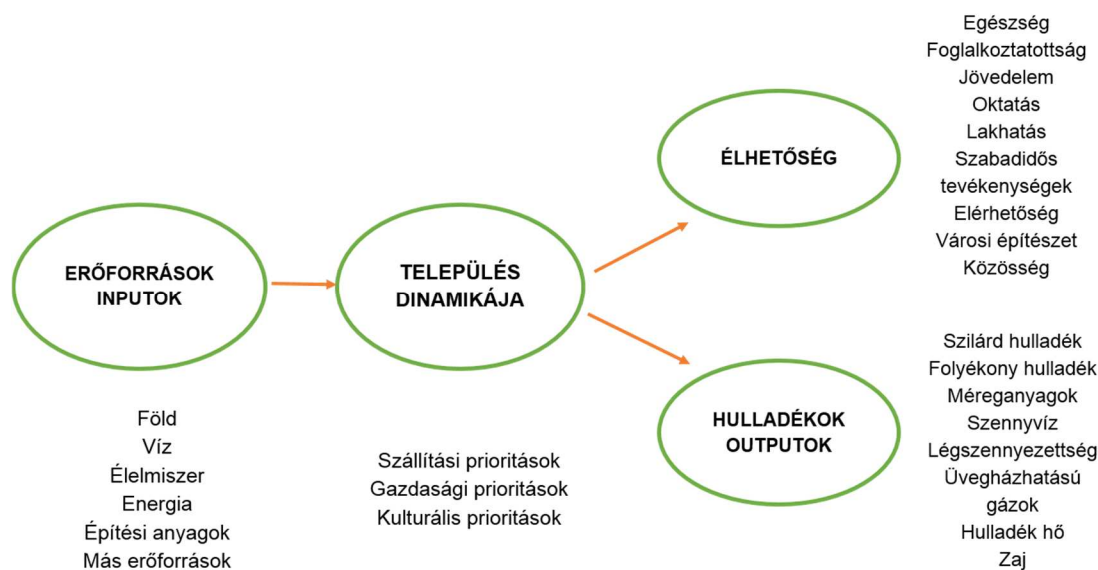 ERŐFORRÁSOK
INPUTOK
Föld
Víz
Élelmiszer
Energia
Építési anyagok
Más erőforrások
TELEPÜLÉS
DINAMIKÁJA
Szállítási prioritások
Gazdasági prioritások
Kulturális prioritások
ÉLHETŐSÉG
Egészség
Foglalkoztatottság
Jövedelem
Oktatás
Lakhatás
Szabadidős
tevékenységek
Elérhetőség
Városi építészet
Közösség
HULLADÉKOK
OUTPUTOK
Szilárd hulladék
Folyékony hulladék
Méreganyagok
Szennyvíz
Légszennyezettség
Üvegházhatású
gázok
Hulladék hő
Zaj